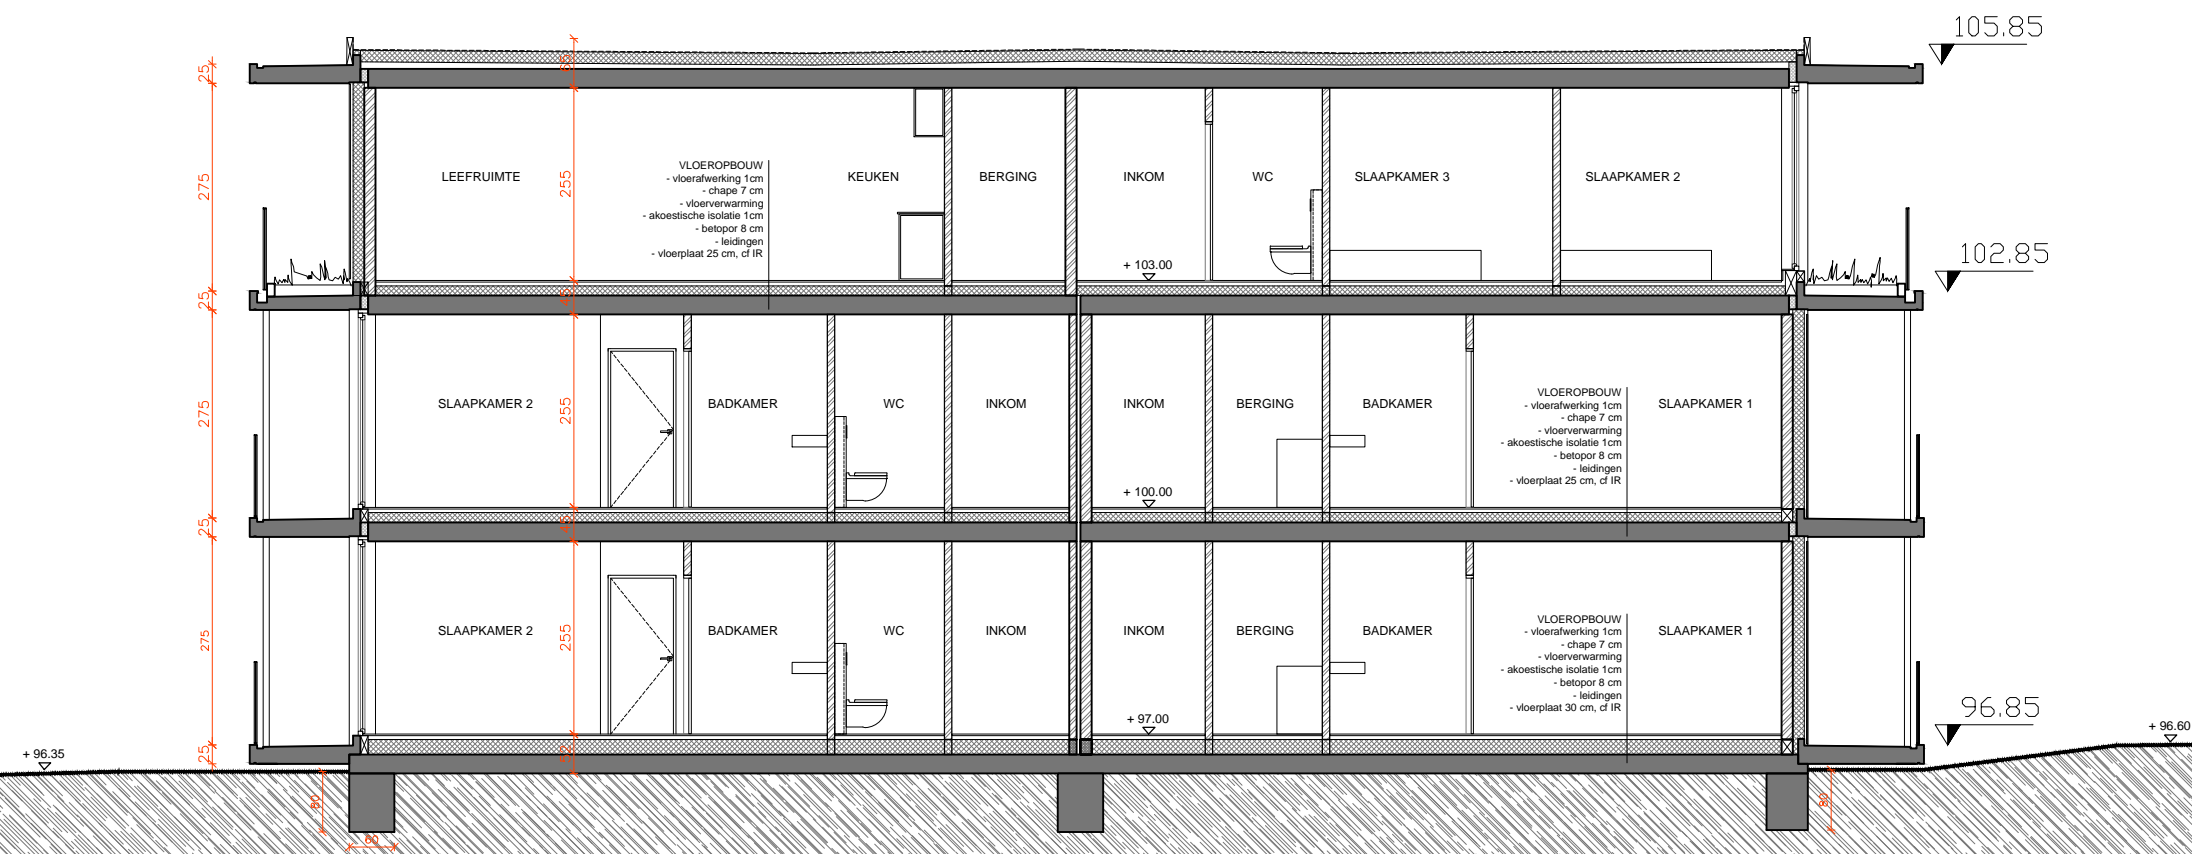 105.85
25
65
LEEFRUIMTE
VLOEROPBOUW
- vloerafwerking 1cm
- chape 7 cm
- vloerverwarming
- akoestische isolatie 1cm
- betopor 8 cm
- leidingen
- vloerplaat 25 cm, cf IR
KEUKEN
BERGING
INKOM
WC
SLAAPKAMER 3
SLAAPKAMER 2
275
255
+ 103.00
102.85
25
45
SLAAPKAMER 2
BADKAMER
WC
INKOM
INKOM
BERGING
BADKAMER
VLOEROPBOUW
- vloerafwerking 1cm
- chape 7 cm
- vloerverwarming
- akoestische isolatie 1cm
- betopor 8 cm
- leidingen
- vloerplaat 25 cm, cf IR
SLAAPKAMER 1
275
255
+ 100.00
25
45
SLAAPKAMER 2
BADKAMER
WC
INKOM
INKOM
BERGING
BADKAMER
VLOEROPBOUW
- vloerafwerking 1cm
- chape 7 cm
- vloerverwarming
- akoestische isolatie 1cm
- betopor 8 cm
- leidingen
- vloerplaat 30 cm, cf IR
SLAAPKAMER 1
275
255
+ 97.00
96.85
+ 96.35
+ 96.60
25
52
80
80
60